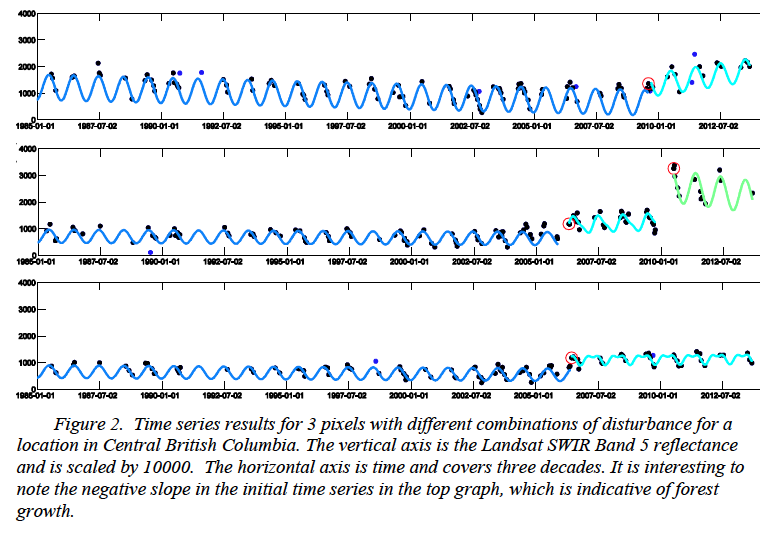 4000
3000
2000
1000
0
1985-01-01 1987-07-02 1990-01-01 1992-07-02 1995-01-01 1997-07-02 2000-01-01 2002-07-02 2005-01-01 2007-07-02 2010-01-01 2012-07-02
4000
3000
2000
1000
0
1985-01-01 1987-07-02 1990-01-01 1992-07-02 1995-01-01 1997-07-02 2000-01-01 2002-07-02 2005-01-01 2007-07-02 2010-01-01 2012-07-02
4000
3000
2000
1000
0
1985-01-01 1987-07-02 1990-01-01 1992-07-02 1995-01-01 1997-07-02 2000-01-01 2002-07-02 2005-01-01 2007-07-02 2010-01-01 2012-07-02
Figure 2. Time series results for 3 pixels with different combinations of disturbance for a
location in Central British Columbia. The vertical axis is the Landsat SWIR Band 5 reflectance
and is scaled by 10000. The horizontal axis is time and covers three decades. It is interesting to
note the negative slope in the initial time series in the top graph, which is indicative of forest
growth.